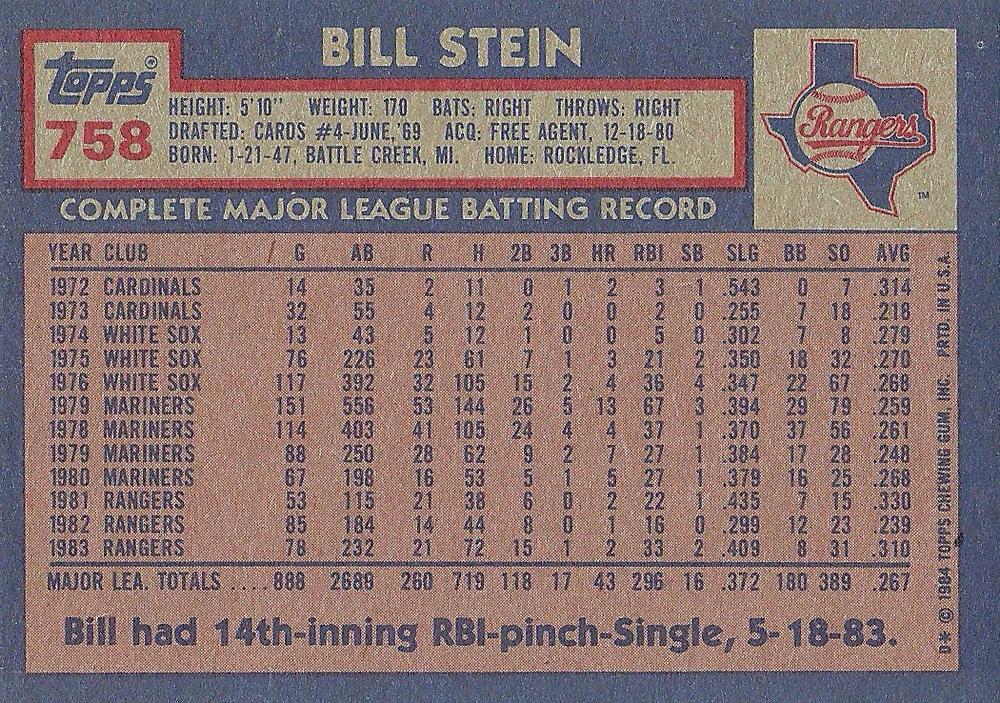 BILL STEIN
Topps®
758
HEIGHT: 5'10" WEIGHT: 170 BATS: RIGHT THROWS: RIGHT
DRAFTED: CARDS #4-JUNE,'69 ACQ: FREE AGENT, 12-18-80
BORN: 1-21-47, BATTLE CREEK, MI. HOME: ROCKLEDGE, FL.
Rangers
TM
COMPLETE MAJOR LEAGUE BATTING RECORD
YEAR CLUB G AB R H 2B 3B HR RBI SB SLG BB SO AVG
1972 CARDINALS 14 35 2 11 0 1 2 3 1 .543 0 7 .314
1973 CARDINALS 32 55 4 12 2 0 0 2 0 .255 7 18 .218
1974 WHITE SOX 13 43 5 12 1 0 0 5 0 .302 7 8 .279
1975 WHITE SOX 76 226 23 61 7 1 3 21 2 .350 18 32 .270
1976 WHITE SOX 117 392 32 105 15 2 4 36 4 .347 22 67 .268
1979 MARINERS 151 556 53 144 26 5 13 67 3 .394 29 79 .259
1978 MARINERS 114 403 41 105 24 4 4 37 1 .370 37 56 .261
1979 MARINERS 88 250 28 62 9 2 7 27 1 .384 17 28 .248
1980 MARINERS 67 198 16 53 5 1 5 27 1 .379 16 25 .268
1981 RANGERS 53 115 21 38 6 0 2 22 1 .435 7 15 .330
1982 RANGERS 85 184 14 44 8 0 1 16 0 .299 12 23 .239
1983 RANGERS 78 232 21 72 15 1 2 33 2 .409 8 31 .310
MAJOR LEA. TOTALS ....888 2689 260 719 118 17 43 296 16 .372 180 389 .267
Bill had 14th-inning RBI-pinch-Single, 5-18-83.
D* © 1984 TOPPS CHEWING GUM, INC. PRTD. IN U.S.A.